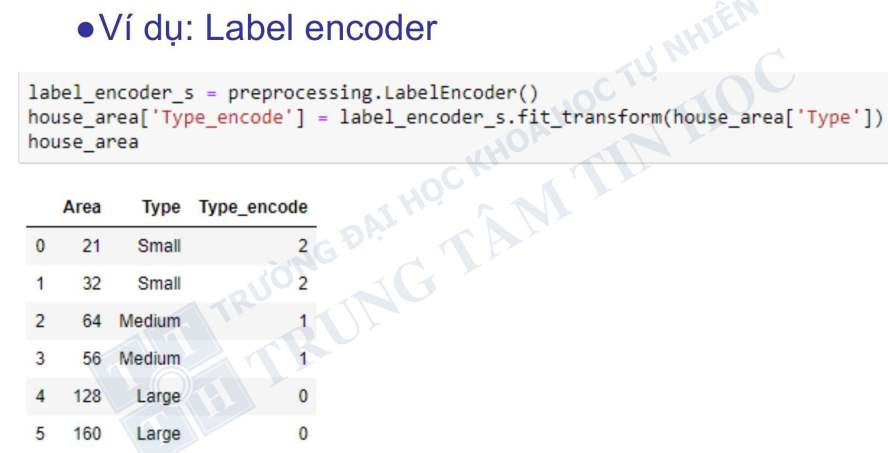 ●Ví dụ: Label encoder
label_encoder_s = preprocessing.LabelEncoder()
house_area['Type_encode'] = label_encoder_s.fit_transform(house_area['Type'])
house_area
Area Type Type_encode
0 21 Small 2
1 32 Small 2
2 64 Medium 1
3 56 Medium 1
4 128 Large 0
5 160 Large 0
TRƯỜNG ĐẠI HỌC KHOA HỌC TỰ NHIÊN
TRUNG TÂM TIN HỌC